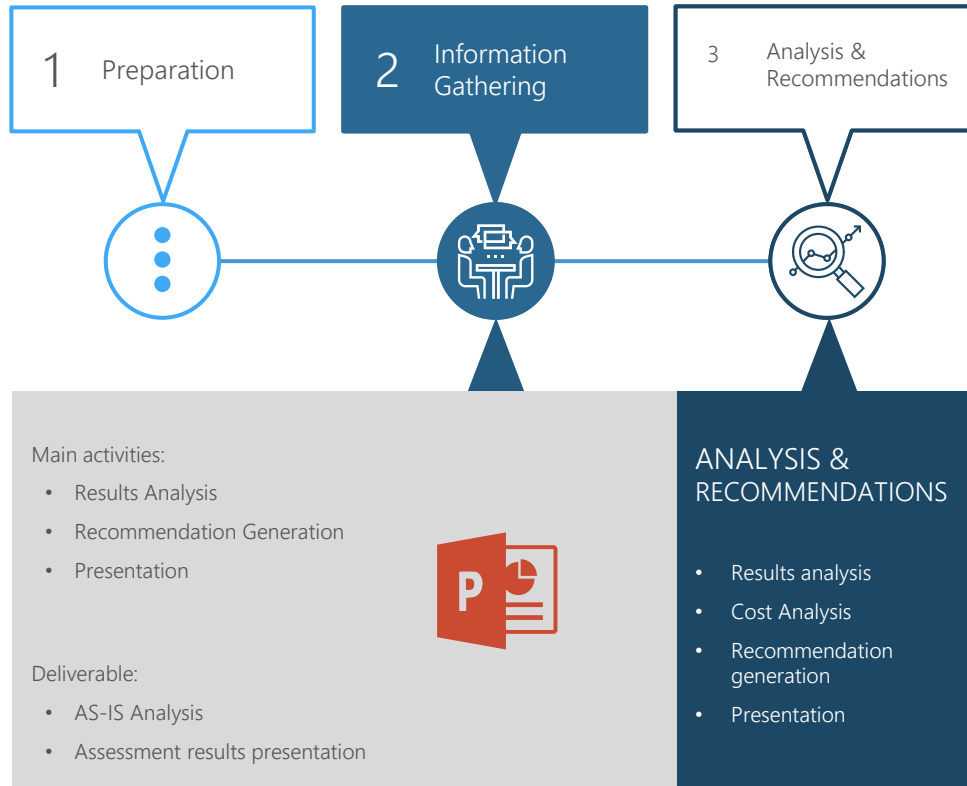 1 Preparation
2 Information
Gathering
3 Analysis &
Recommendations
Main activities:
• Results Analysis
• Recommendation Generation
• Presentation
P
Deliverable:
• AS-IS Analysis
• Assessment results presentation
ANALYSIS &
RECOMMENDATIONS
• Results analysis
• Cost Analysis
• Recommendation
generation
• Presentation